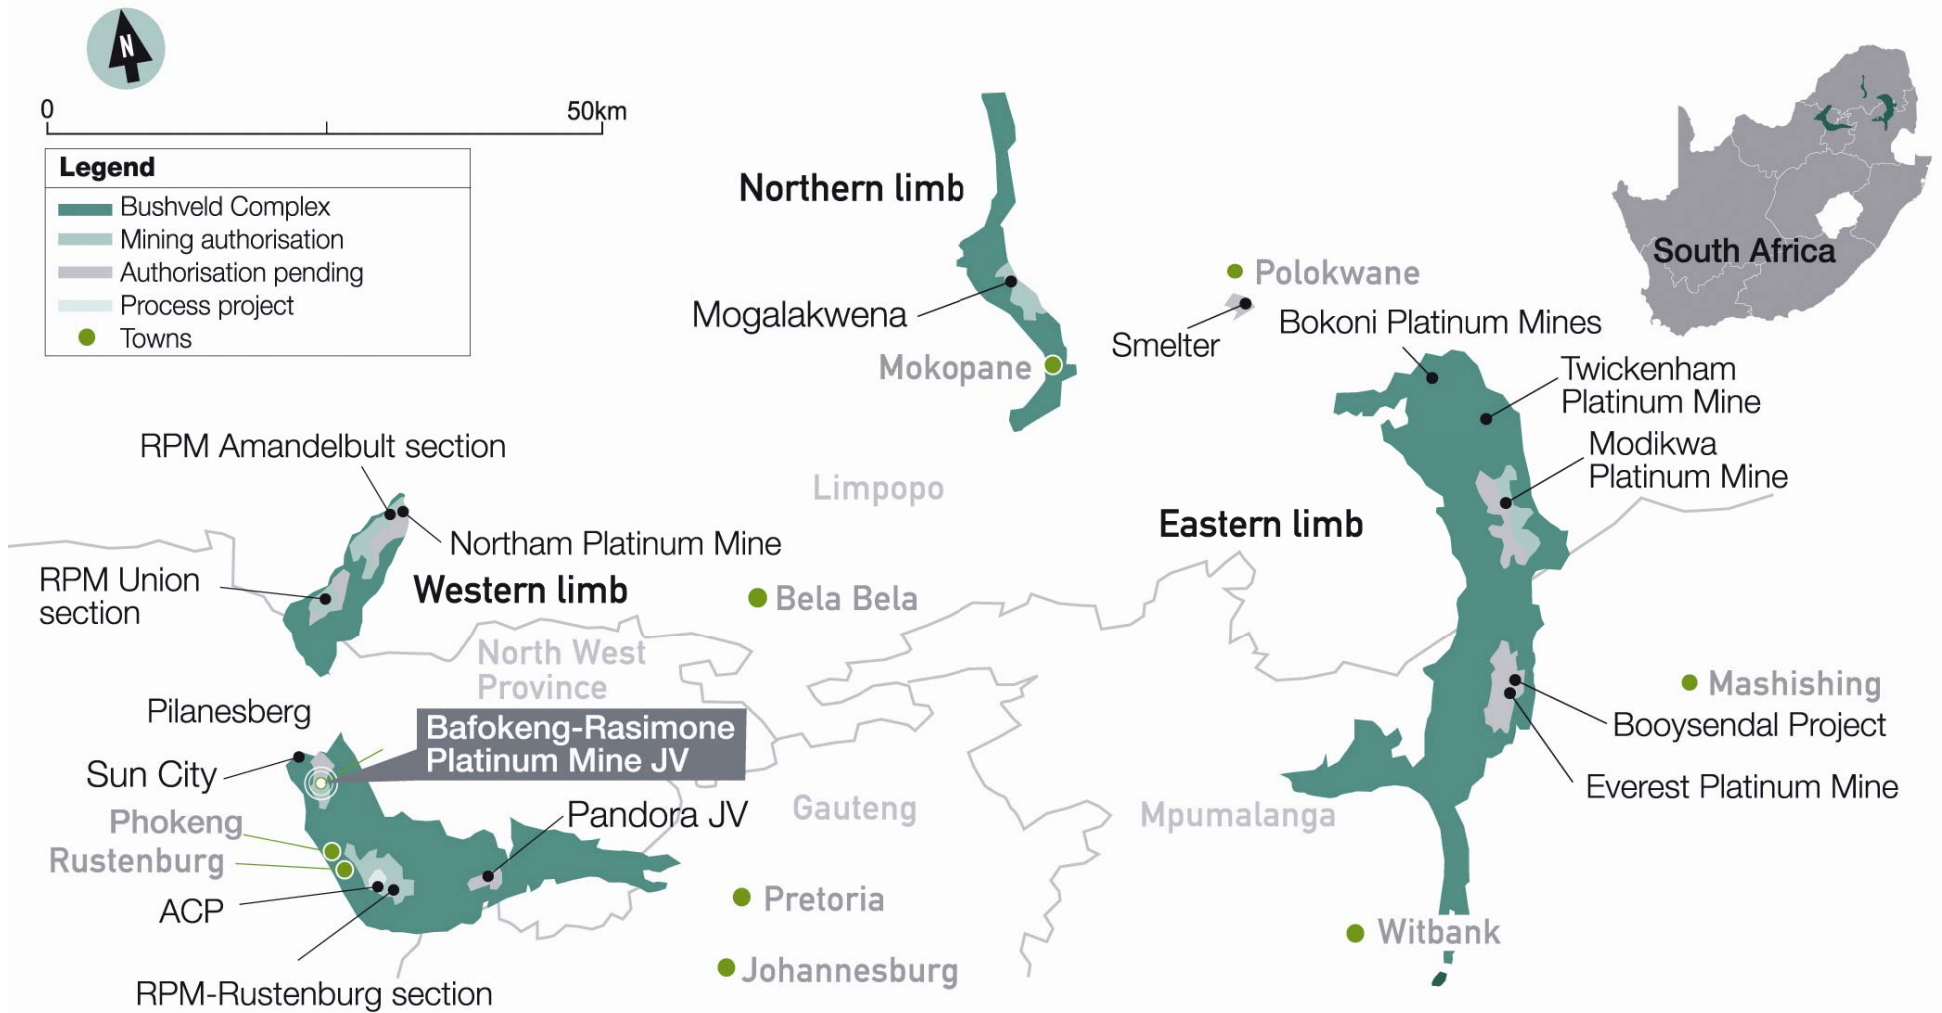 N
0
50km
Legend
Bushveld Complex
Mining authorisation
Authorisation pending
Process project
Towns
Northern limb
Mogalakwena
Mokopane
Polokwane
Smelter
South Africa
Bokoni Platinum Mines
Twickenham
Platinum Mine
Modikwa
Platinum Mine
RPM Amandelbult section
Northam Platinum Mine
RPM Union
section
Western limb
Limpopo
Eastern limb
Bela Bela
North West
Province
Mashishing
Booysendal Project
Everest Platinum Mine
Pilanesberg
Bafokeng-Rasimone
Platinum Mine JV
Sun City
Phokeng
Rustenburg
Pandora JV
Gauteng
Mpumalanga
ACP
Pretoria
Witbank
Johannesburg
RPM-Rustenburg section